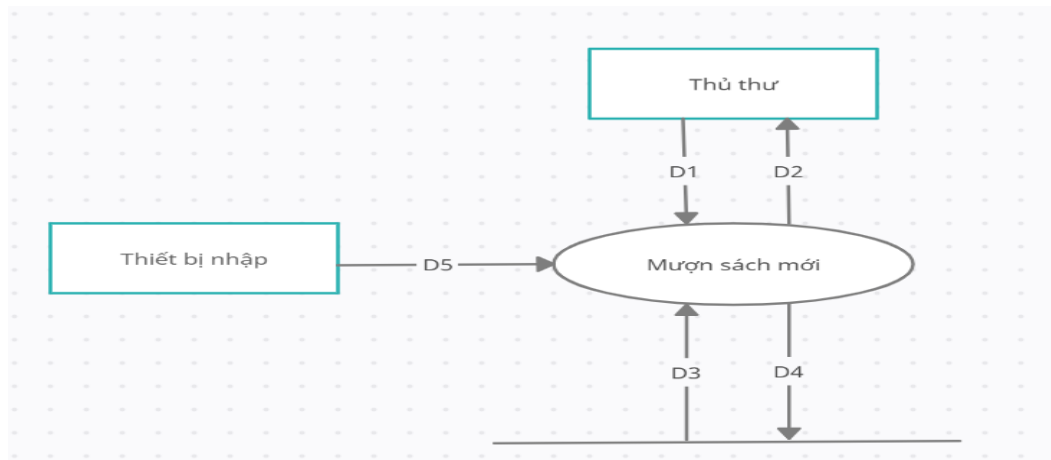 Thủ thư
D1
D2
Thiết bị nhập
D5
Mượn sách mới
D3
D4